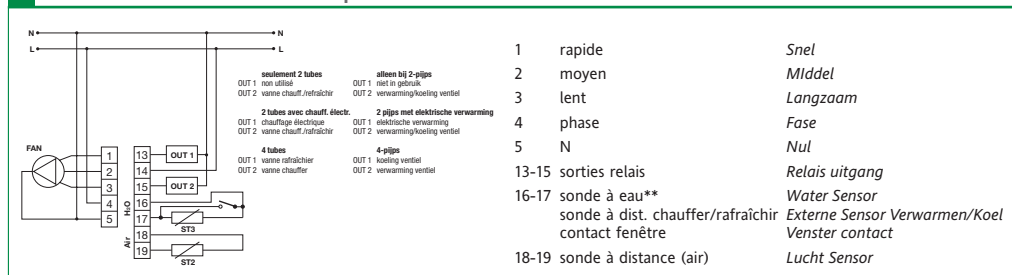 N N
L L
seulement 2 tubes
OUT 1 non utilisé
OUT 2 vanne chauff./refraîchir
alleen bij 2-pijps
OUT 1 niet in gebruik
OUT 2 verwarming/koeling ventiel
2 tubes avec chauff. électr.
OUT 1 chauffage électrique
OUT 2 vanne chauff./rafraîchir
2 pijps met elektrische verwarming
OUT 1 elektrische verwarming
OUT 2 verwarming/koeling ventiel
4 tubes
OUT 1 vanne rafraîchier
OUT 2 vanne chauffer
4-pijps
OUT 1 koeling ventiel
OUT 2 verwarming ventiel
FAN
1
2
3
4
5
13 OUT 1
14
15 OUT 2
16
17
18
19
H2O
Air
ST3
ST2
1 rapide Snel
2 moyen MIddel
3 lent Langzaam
4 phase Fase
5 N Nul
13-15 sorties relais Relais uitgang
16-17 sonde à eau** Water Sensor
sonde à dist. chauffer/rafraîchir Externe Sensor Verwarmen/Koel
contact fenêtre Venster contact
18-19 sonde à distance (air) Lucht Sensor